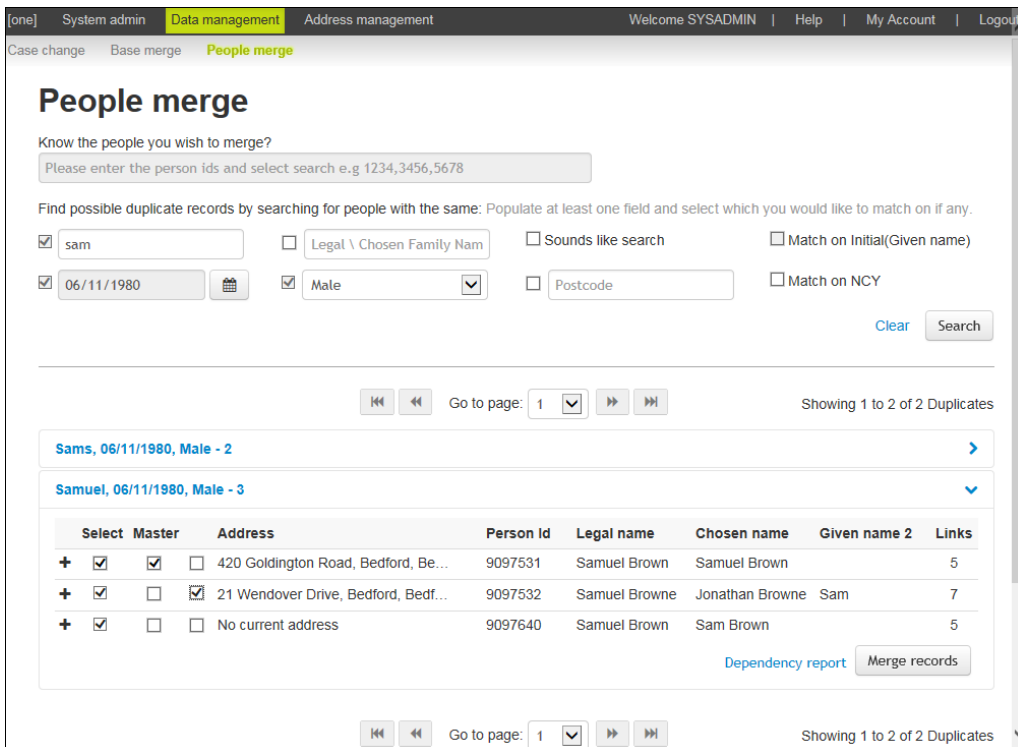 [one] System admin Data management Address management Welcome SYSADMIN | Help | My Account | Logout
Case change Base merge People merge
People merge
Know the people you wish to merge?
Please enter the person ids and select search e.g 1234,3456,5678
Find possible duplicate records by searching for people with the same: Populate at least one field and select which you would like to match on if any.
sam Legal \ Chosen Family Nam Sounds like search Match on Initial(Given name)
06/11/1980 Male Postcode Match on NCY
Clear Search
Go to page: 1 Showing 1 to 2 of 2 Duplicates
Sams, 06/11/1980, Male - 2
Samuel, 06/11/1980, Male - 3
Select Master Address Person Id Legal name Chosen name Given name 2 Links
420 Goldington Road, Bedford, Be... 9097531 Samuel Brown Samuel Brown 5
21 Wendover Drive, Bedford, Bedf... 9097532 Samuel Browne Jonathan Browne Sam 7
No current address 9097640 Samuel Brown Sam Brown 5
Dependency report Merge records
Go to page: 1 Showing 1 to 2 of 2 Duplicates